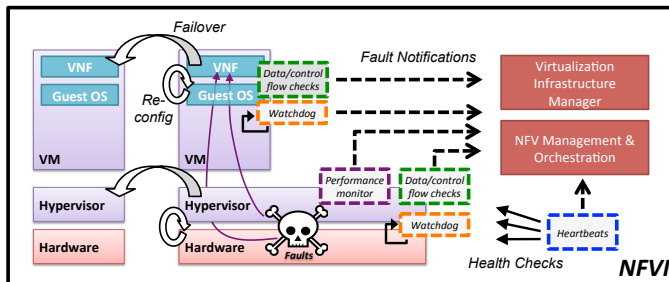 Failover
VNF
Guest OS
VM
Re-
config
VNF
Guest OS
VM
Data/control
flow checks
Watchdog
Fault Notifications
Virtualization
Infrastructure
Manager
NFV Management &
Orchestration
Performance
monitor
Data/control
flow checks
Hypervisor
Hypervisor
Watchdog
Heartbeats
Hardware
Hardware
Faults
Health Checks
NFVI